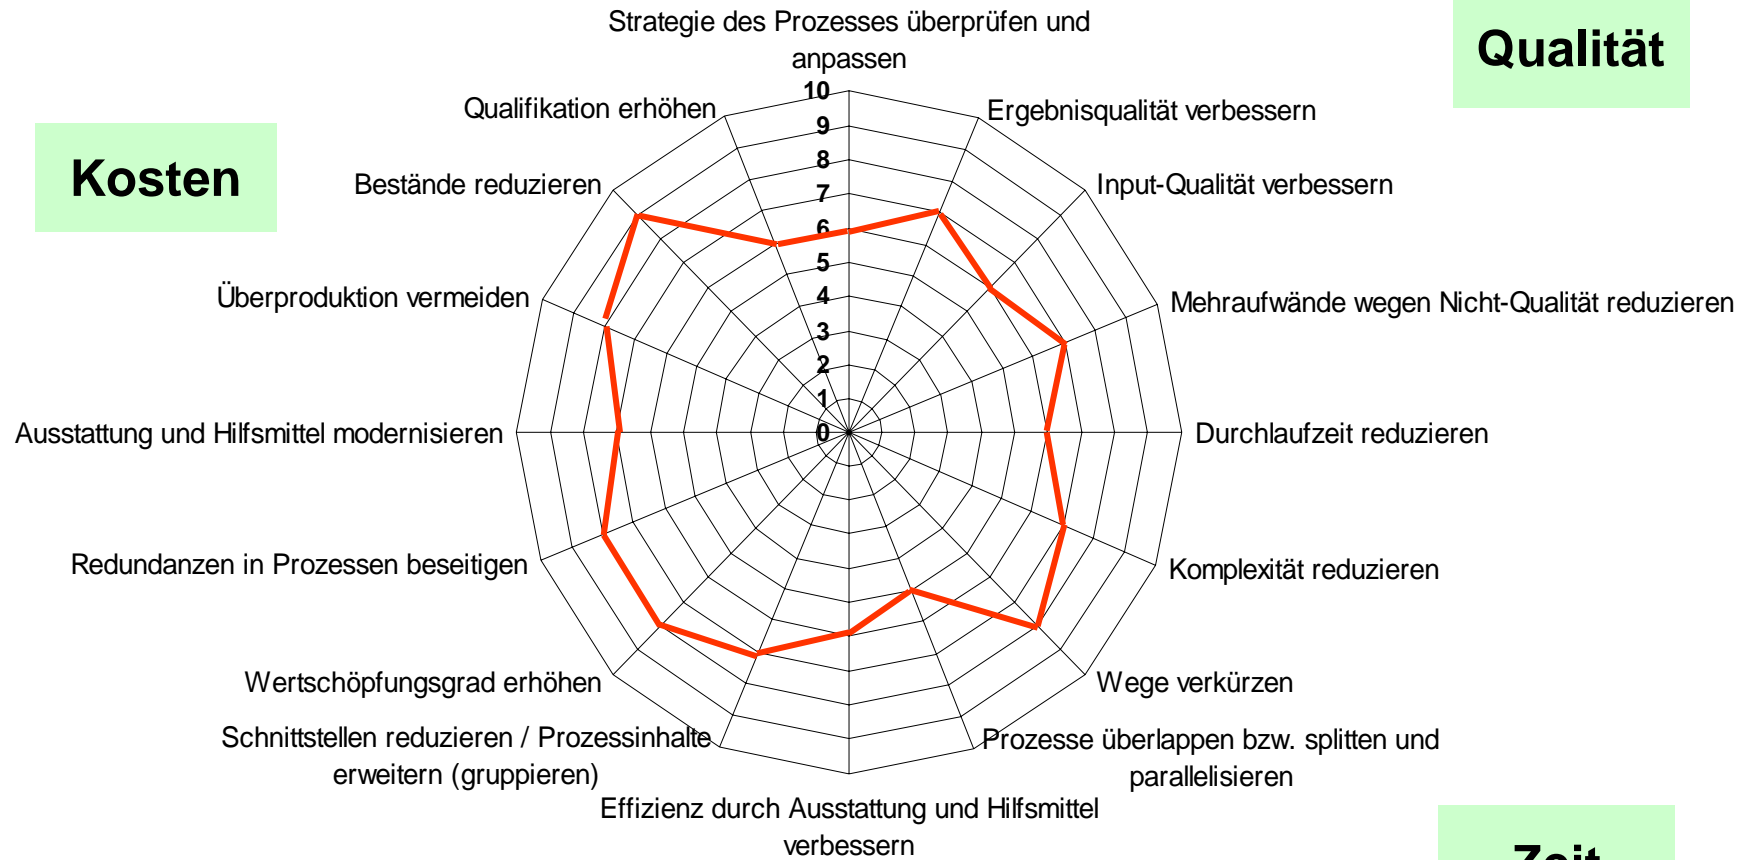 Strategie des Prozesses überprüfen und
anpassen
Qualität
Kosten
Qualifikation erhöhen
Ergebnisqualität verbessern
Bestände reduzieren
Input-Qualität verbessern
Überproduktion vermeiden
Mehraufwände wegen Nicht-Qualität reduzieren
10
9
8
7
6
5
4
3
2
1
0
Ausstattung und Hilfsmittel modernisieren
Durchlaufzeit reduzieren
Redundanzen in Prozessen beseitigen
Komplexität reduzieren
Wertschöpfungsgrad erhöhen
Wege verkürzen
Schnittstellen reduzieren / Prozessinhalte
erweitern (gruppieren)
Prozesse überlappen bzw. splitten und
parallelisieren
Effizienz durch Ausstattung und Hilfsmittel
verbessern
Zeit